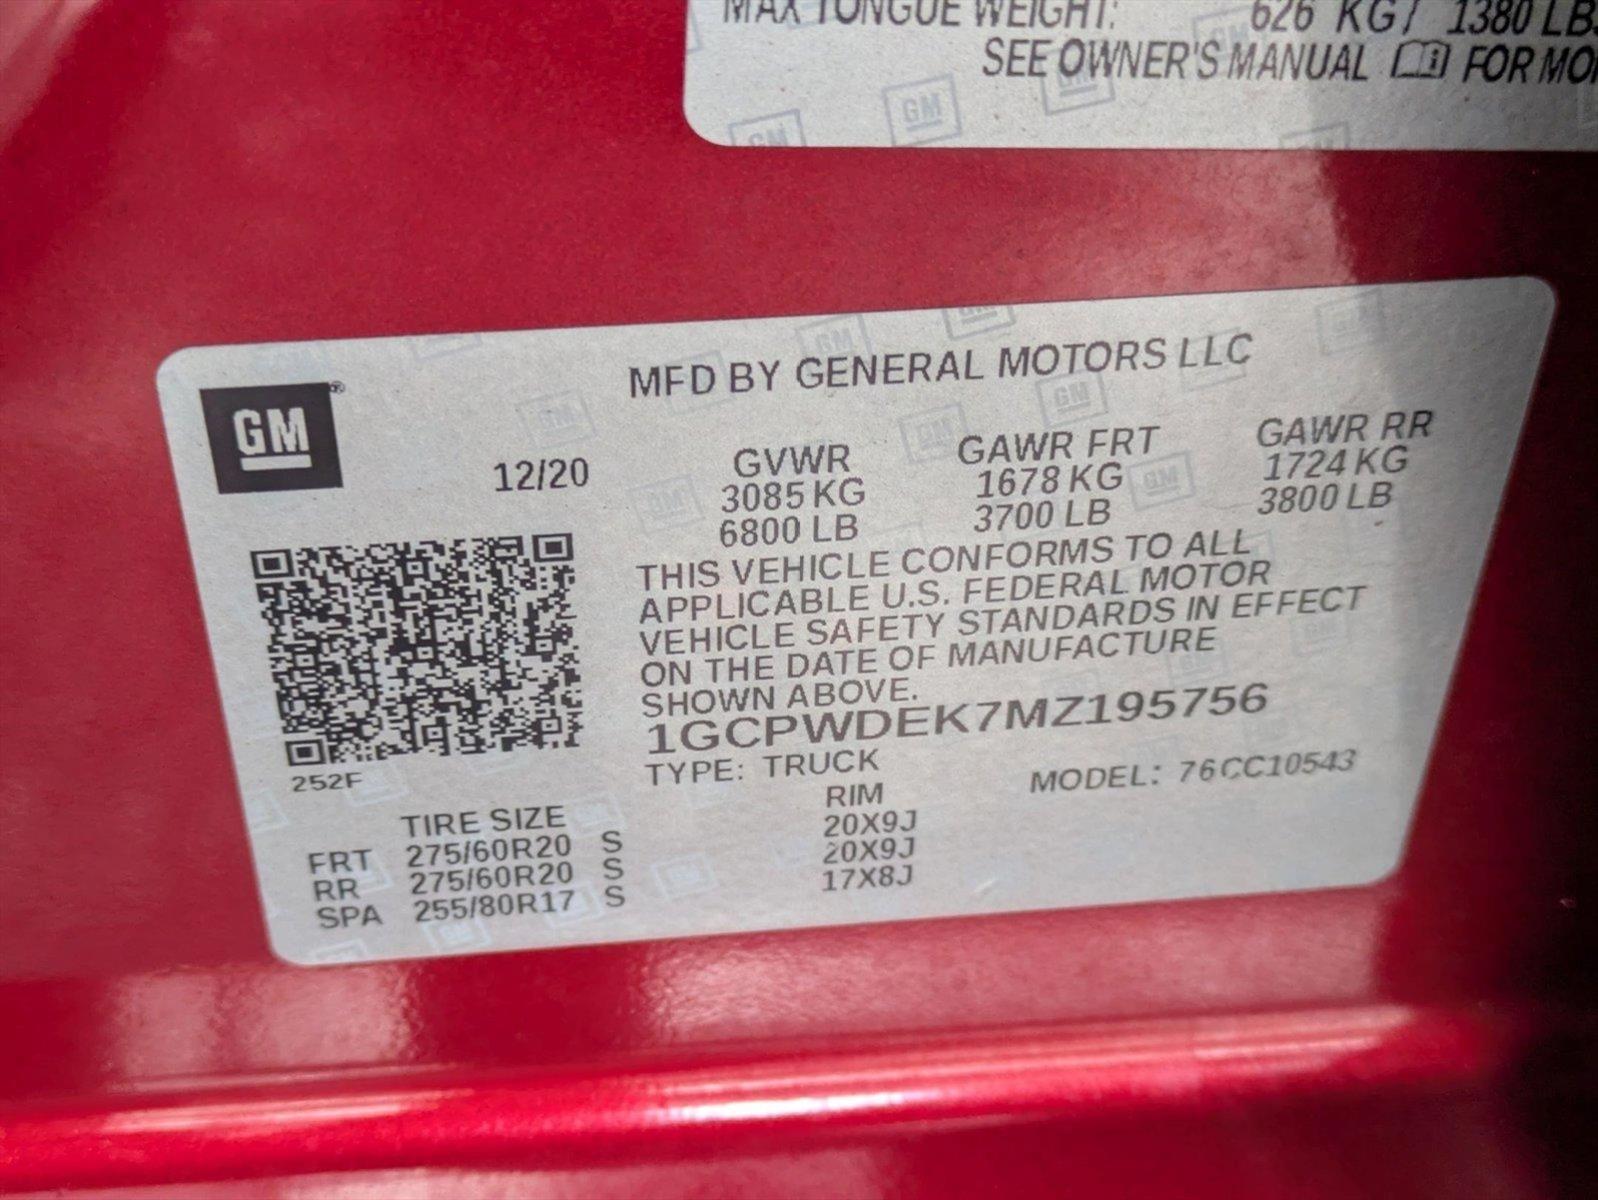 MAX TONGUE WEIGHT: 626 KG/ 1380 LB
SEE OWNER'S MANUAL FOR
MFD BY GENERAL MOTORS LLC
GM
12/20
GVWR GAWR FRT GAWR RR
3085 KG 1678 KG 1724 KG
6800 LB 3700 LB 3800 LB
THIS VEHICLE CONFORMS TO ALL
APPLICABLE U.S. FEDERAL MOTOR
VEHICLE SAFETY STANDARDS IN EFFECT
ON THE DATE OF MANUFACTURE
SHOWN ABOVE.
1GCPWDEK7MZ195756
252F
TYPE: TRUCK MODEL: 76CC10543
TIRE SIZE RIM
FRT 275/60R20 S 20X9J
RR 275/60R20 S 20X9J
SPA 255/80R17 S 17X8J